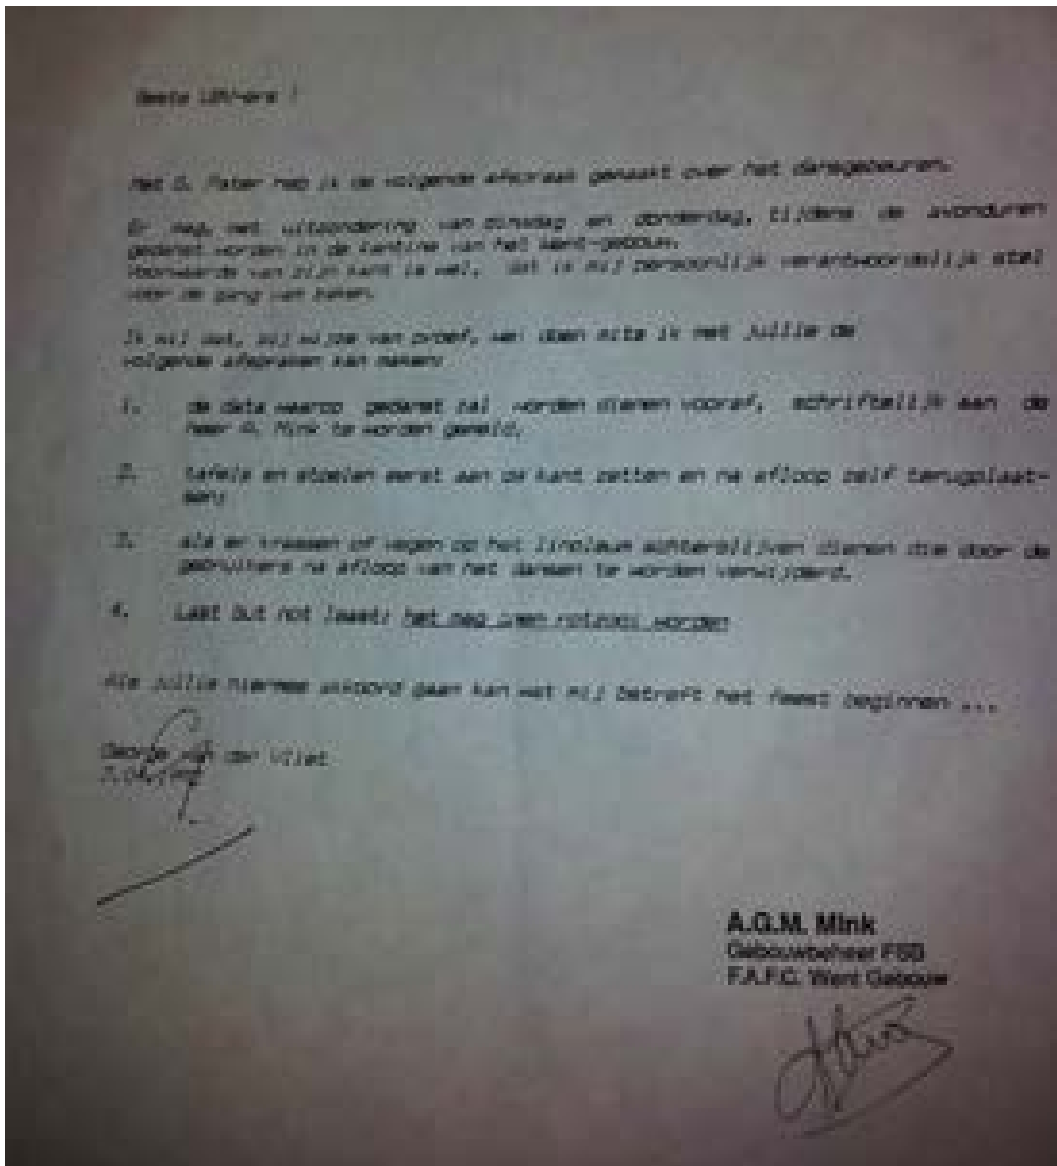 Beste !
Met G. Pater heb ik de volgende afspraak gemaakt over het dansgebeuren.
Er mag, met uitzondering van dinsdag en donderdag, tijdens de avonduren
gedanst worden in de kantine van het Went-gebouw.
Voorwaarde van zijn kant is wel, dat ik mij persoonlijk verantwoordelijk stel
voor de gang van zaken.
Ik wil dat, bij wijze van proef, wel doen mits ik met jullie de
volgende afspraken kan maken:
1. de data waarop gedanst zal worden dienen vooraf, schriftelijk aan de
heer A. Mink te worden gemeld,
2. tafels en stoelen eerst aan de kant zetten en na afloop zelf terugplaat-
sen;
3. als er krassen of vegen op het linoleum achterblijven dienen die door de
gebruikers na afloop van het dansen te worden verwijderd.
4. Last but not least: het mag geen rotzooi worden
Als jullie hiermee akkoord gaan kan wat mij betreft het feest beginnen ...
George van der Vliet
A.G.M. Mink
Gebouwbeheer FSB
F.A.F.C. Went Gebouw